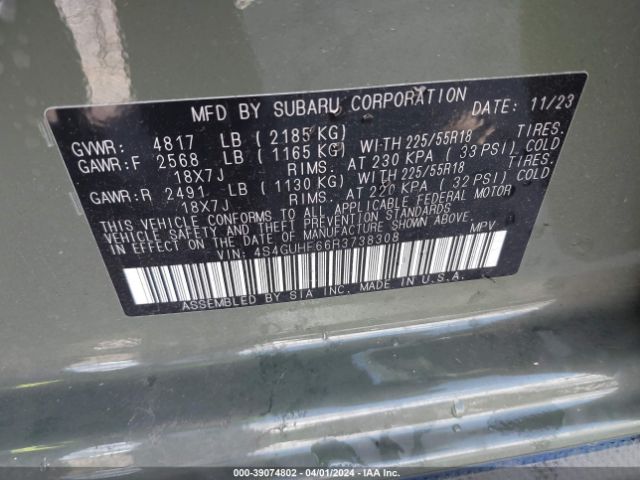 MFD BY SUBARU CORPORATION DATE: 11/23
GVWR: 4817 LB (2185 KG)
GAWR:F 2568 LB (1165 KG) WITH 225/55R18 TIRES.
18X7J RIMS. AT 230 KPA (33 PSI) COLD
GAWR:R 2491 LB (1130 KG) WITH 225/55R18 TIRES.
18X7J RIMS. AT 220 KPA (32 PSI) COLD
THIS VEHICLE CONFORMS TO ALL APPLICABLE FEDERAL MOTOR
VEHICLE SAFETY AND THEFT PREVENTION STANDARDS
IN EFFECT ON THE DATE OF MANUFACTURE SHOWN ABOVE.
VIN: 4S4GUHF66R3738308 MPV
ASSEMBLED BY SIA INC. MADE IN U.S.A.
000-39074802 - 04/01/2024 - IAA Inc.